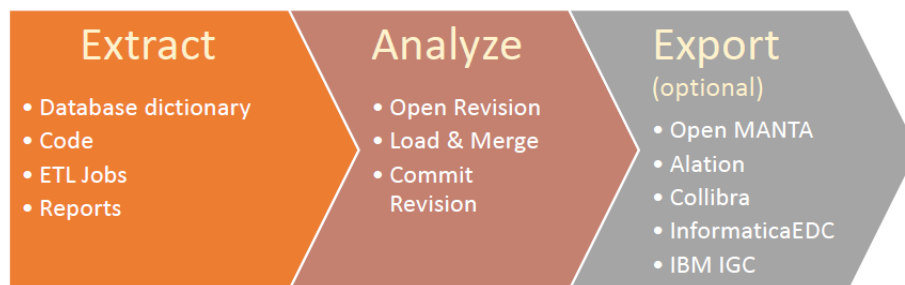 Extract
• Database dictionary
• Code
• ETL Jobs
• Reports
Analyze
• Open Revision
• Load & Merge
• Commit
Revision
Export
(optional)
• Open MANTA
• Alation
• Collibra
• InformaticaEDC
• IBM IGC